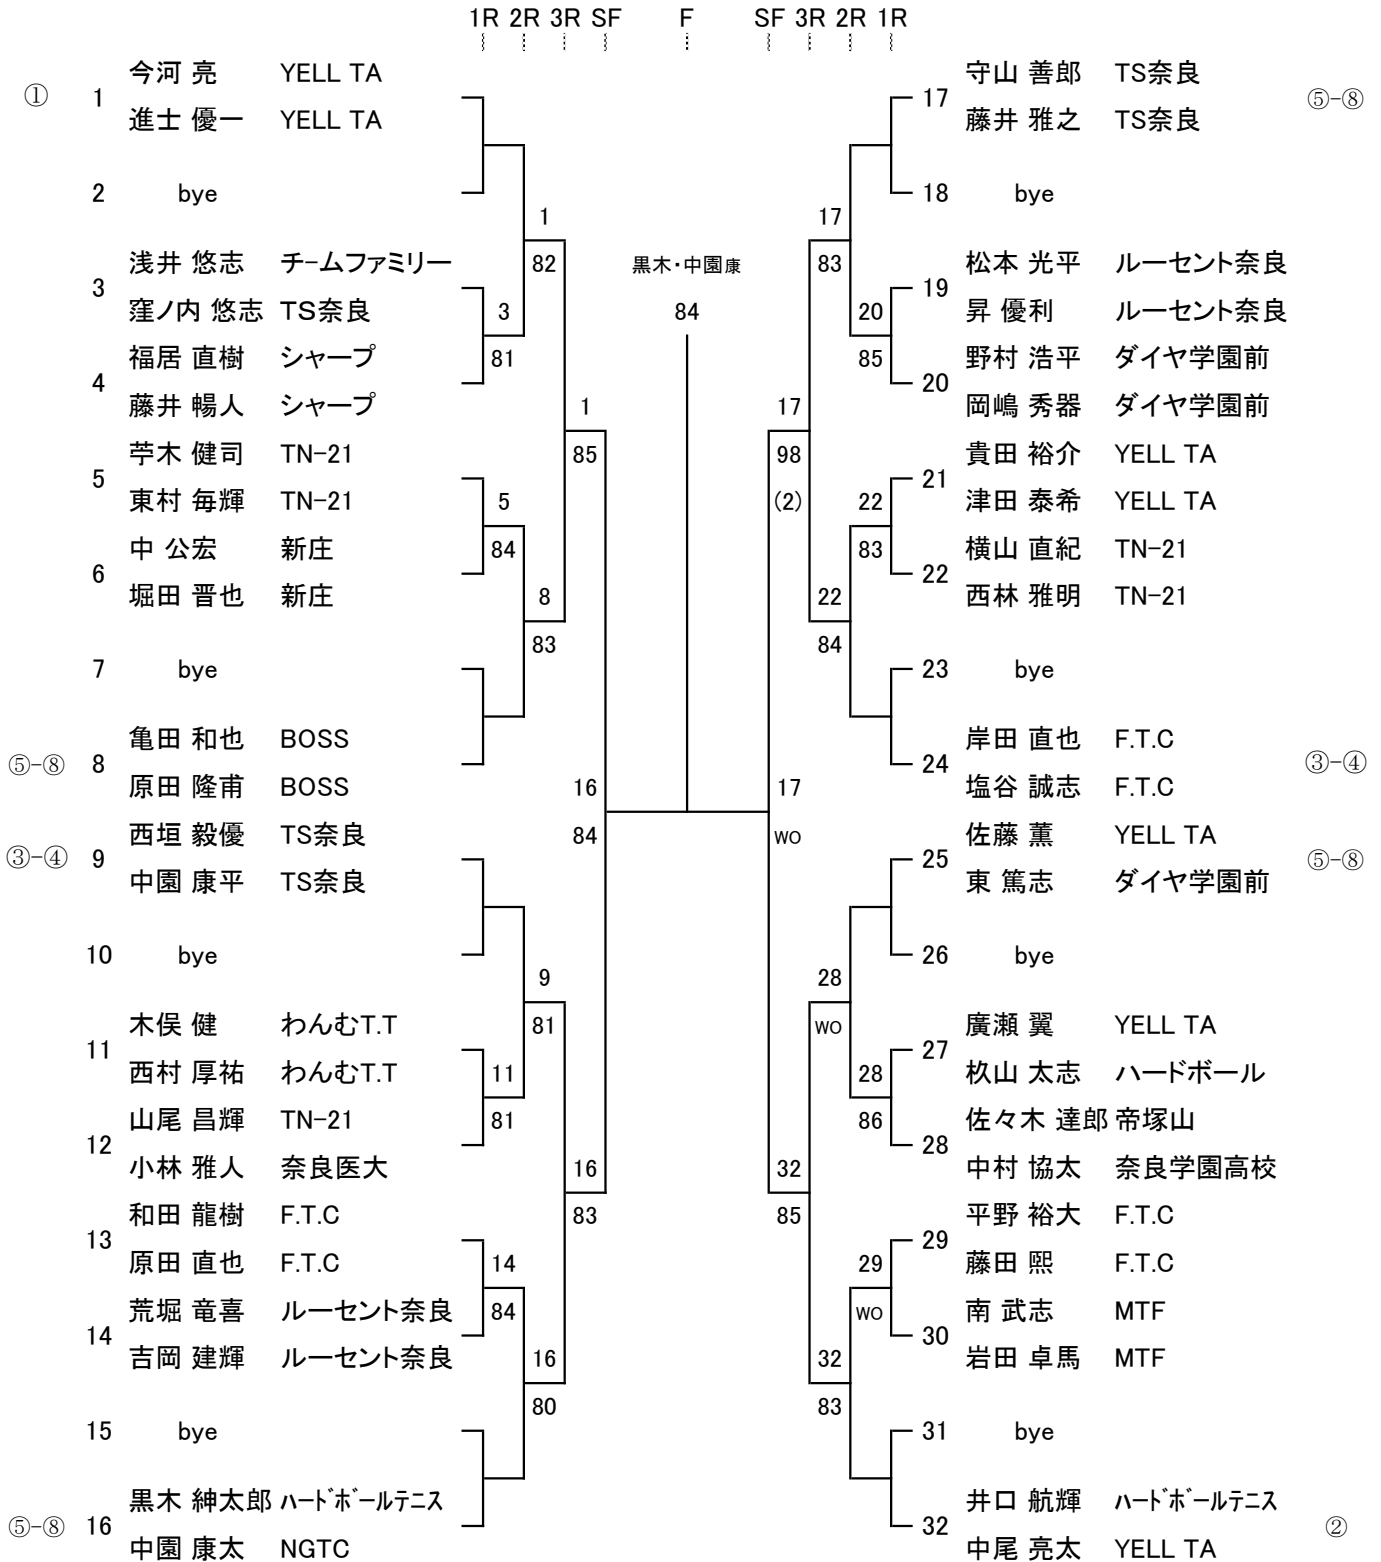 1R 2R 3R SF F SF 3R 2R 1R
今河 亮 YELL TA
① 1
進士 優一 YELL TA
2 bye
1
浅井 悠志 チームファミリー
82
3
窪ノ内 悠志 TS奈良
3
福居 直樹 シャープ
81
4
藤井 暢人 シャープ
1
苧木 健司 TN-21
85
5
東村 毎輝 TN-21
5
中 公宏 新庄
84
6
堀田 晋也 新庄
8
83
7 bye
亀田 和也 BOSS
⑤-⑧ 8
原田 隆甫 BOSS
16
西垣 毅優 TS奈良
84
③-④ 9
中園 康平 TS奈良
10 bye
9
木俣 健 わんむT.T
81
11
西村 厚祐 わんむT.T
11
山尾 昌輝 TN-21
81
12
小林 雅人 奈良医大
16
和田 龍樹 F.T.C
83
13
原田 直也 F.T.C
14
荒堀 竜喜 ルーセント奈良
84
14
吉岡 建輝 ルーセント奈良
16
80
15 bye
黒木 紳太郎 ハードボールテニス
⑤-⑧ 16
中園 康太 NGTC
黒木・中園康
84
守山 善郎 TS奈良
17 ⑤-⑧
藤井 雅之 TS奈良
18 bye
17
83
松本 光平 ルーセント奈良
19
昇 優利 ルーセント奈良
20
野村 浩平 ダイヤ学園前
85
20
岡嶋 秀器 ダイヤ学園前
17
貴田 裕介 YELL TA
98
21
(2)
津田 泰希 YELL TA
22
横山 直紀 TN-21
83
22
西林 雅明 TN-21
22
84
23 bye
岸田 直也 F.T.C
24 ③-④
塩谷 誠志 F.T.C
17
佐藤 薫 YELL TA
WO
25 ⑤-⑧
東 篤志 ダイヤ学園前
26 bye
28
廣瀬 翼 YELL TA
WO
27
杦山 太志 ハードボール
28
佐々木 達郎 帝塚山
86
28
中村 協太 奈良学園高校
32
平野 裕大 F.T.C
85
29
藤田 煕 F.T.C
29
南 武志 MTF
WO
30
岩田 卓馬 MTF
32
83
31 bye
井口 航輝 ハードボールテニス
32 ②
中尾 亮太 YELL TA